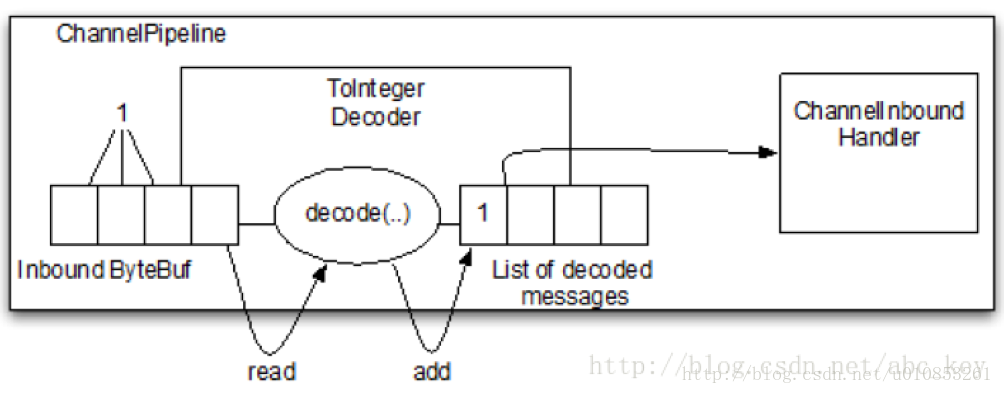 ChannelPipeline
1
ToInteger
Decoder
ChannelInbound
Handler
decode(..)
1
Inbound ByteBuf
List of decoded
messages
read
add
http://blog.csdn.net/abc_key
http://blog.csdn.net/u010853261